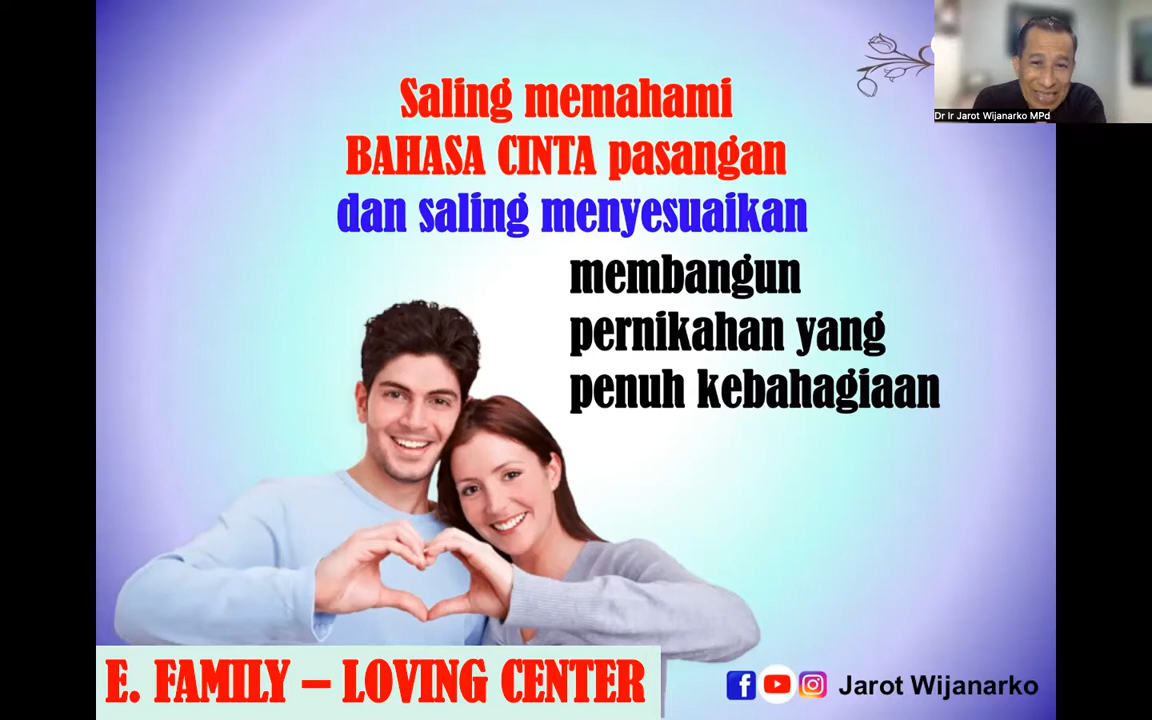 Dr Ir Jarot Wijanarko MPd
Saling memahami
BAHASA CINTA pasangan
dan saling menyesuaikan
membangun
pernikahan yang
penuh kebahagiaan
E. FAMILY – LOVING CENTER
Jarot Wijanarko